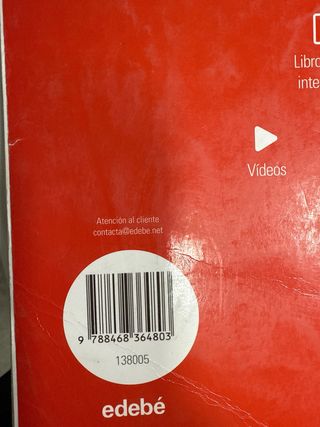 Libro
inte
Vídeos
Atención al cliente
contacta@edebe.net
9 788468 364803
138005
edebé